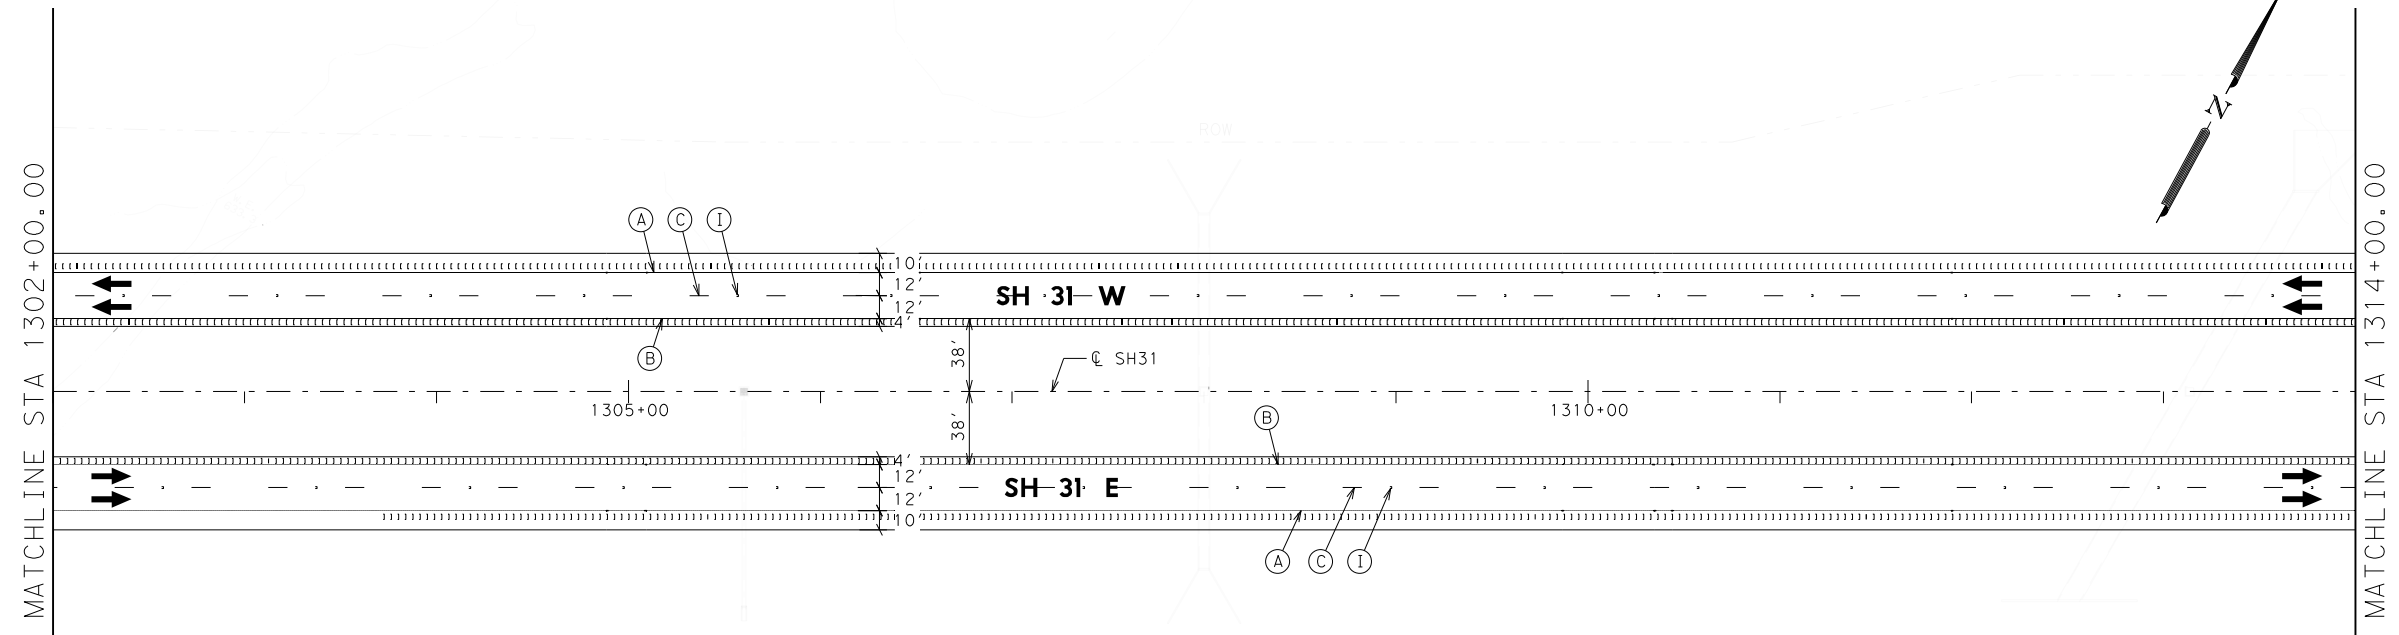 ROW
N
MATCHLINE STA 1302+00.00
MATCHLINE STA 1314+00.00
A C I
10'
12'
12'
4'
SH 31 W
B
38'
℄ SH31
1305+00
1310+00
38'
B
4'
12'
12'
10'
SH 31 E
A C I